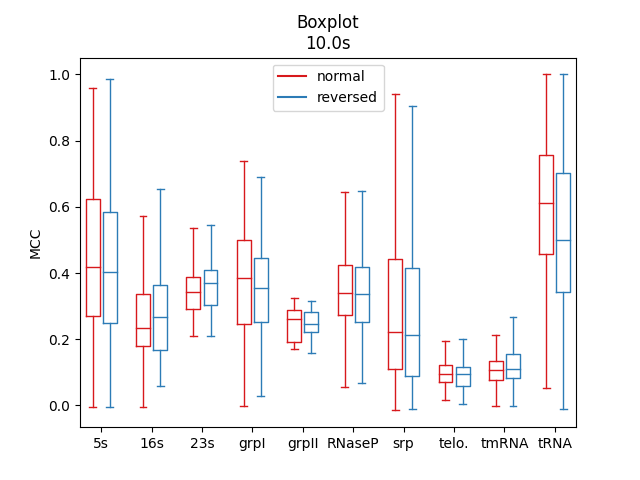 Boxplot
10.0s
normal
reversed
MCC
1.0
0.8
0.6
0.4
0.2
0.0
5s 16s 23s grpI grpII RNaseP srp telo. tmRNA tRNA